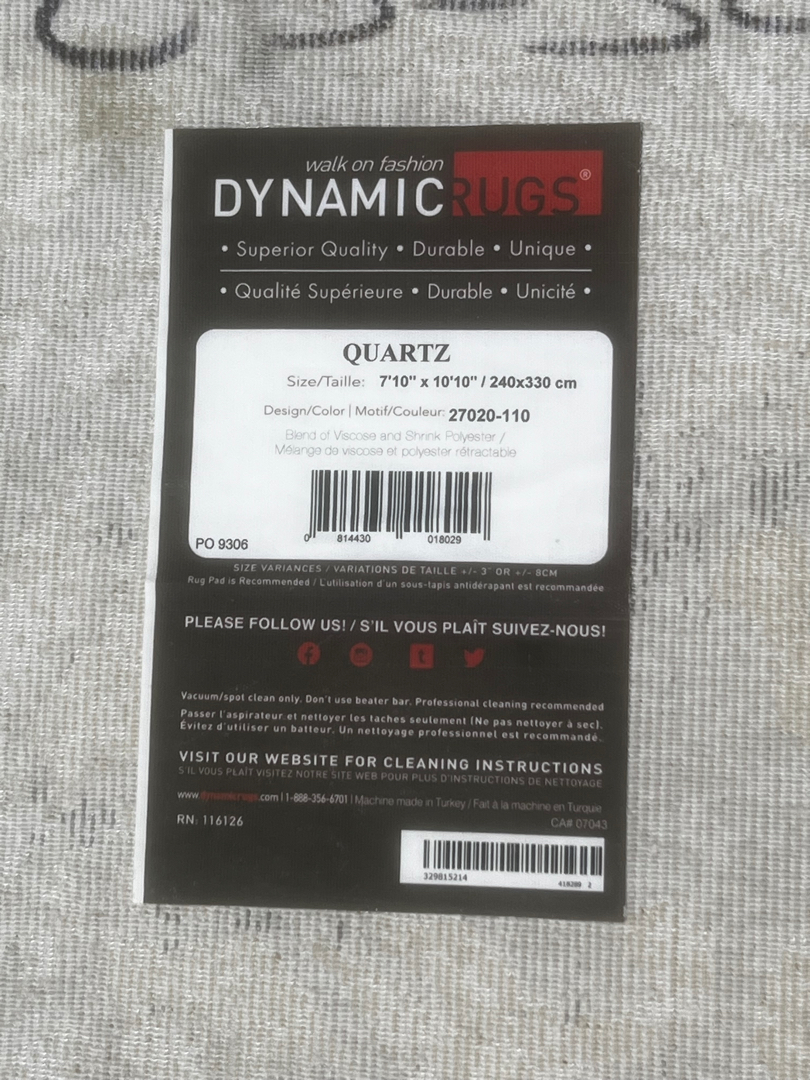 walk on fashion
DYNAMICRUGS®
• Superior Quality • Durable • Unique •
• Qualité Supérieure • Durable • Unicité •
QUARTZ
Size/Taille: 7'10" x 10'10" / 240x330 cm
Design/Color | Motif/Couleur: 27020-110
Blend of Viscose and Shrink Polyester /
Mélange de viscose et polyester rétractable
0 814430 018029
PO 9306
SIZE VARIANCES / VARIATIONS DE TAILLE +/- 3" OR +/- 8CM
Rug Pad is Recommended / L'utilisation d'un sous-tapis antidérapant est recommandée
PLEASE FOLLOW US! / S'IL VOUS PLAÎT SUIVEZ-NOUS!
Vacuum/spot clean only. Don't use beater bar. Professional cleaning recommended
Passer l'aspirateur et nettoyer les taches seulement (Ne pas nettoyer à sec).
Évitez d'utiliser un batteur. Un nettoyage professionnel est recommandé.
VISIT OUR WEBSITE FOR CLEANING INSTRUCTIONS
S'IL VOUS PLAÎT VISITEZ NOTRE SITE WEB POUR PLUS D'INSTRUCTIONS DE NETTOYAGE
www.dynamicrugs.com | 1-888-356-6701 | Machine made in Turkey / Fait à la machine en Turquie
RN: 116126
CA# 07043
329815214
418209 2